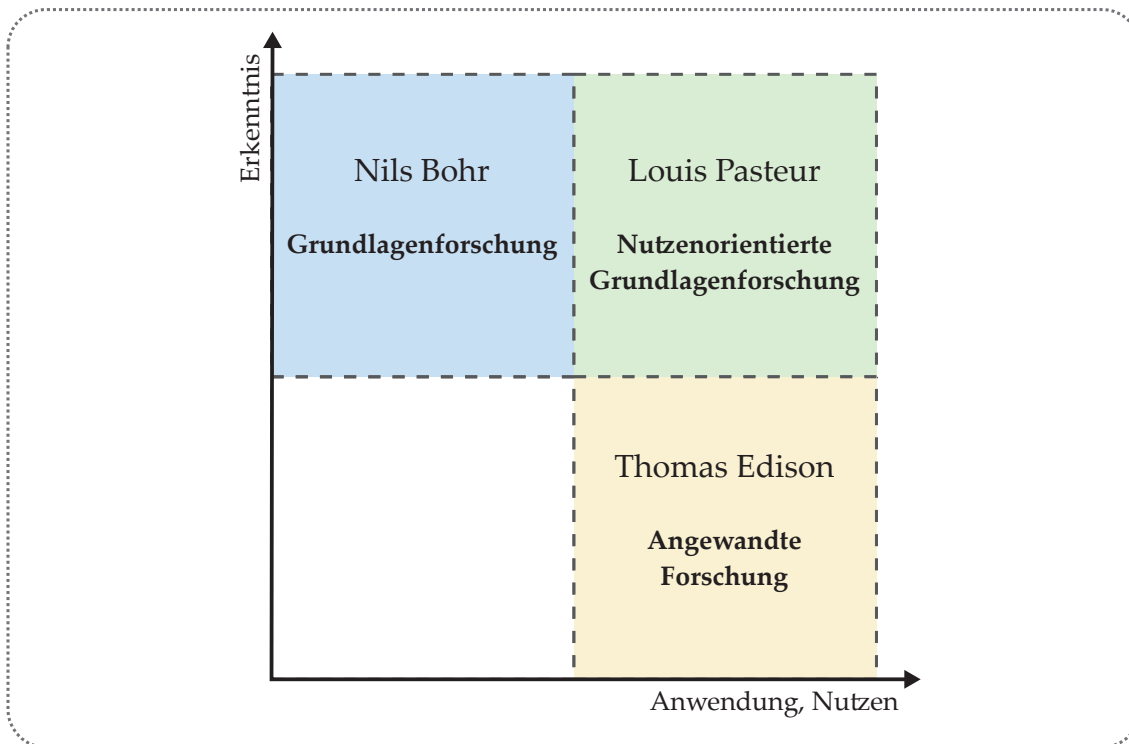 Erkenntnis
Nils Bohr
Grundlagenforschung
Louis Pasteur
Nutzenorientierte
Grundlagenforschung
Thomas Edison
Angewandte
Forschung
Anwendung, Nutzen